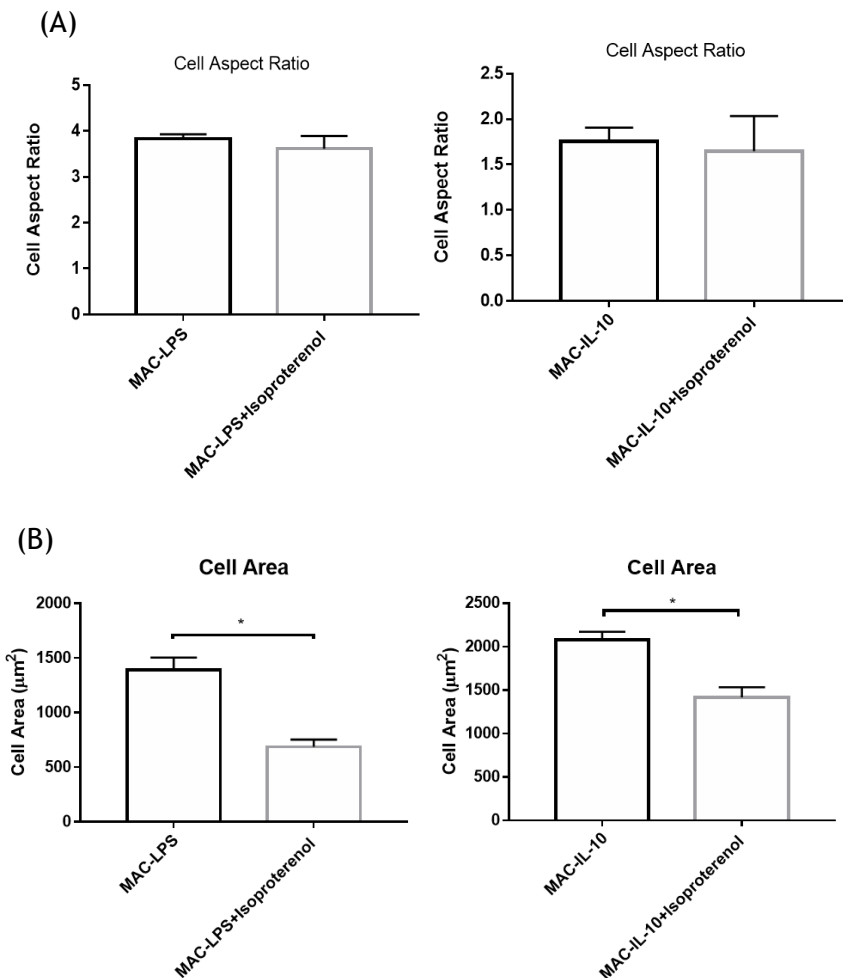 (A)
Cell Aspect Ratio
Cell Aspect Ratio
5
4
3
2
1
0
MAC-LPS
MAC-LPS+Isoproterenol
Cell Aspect Ratio
Cell Aspect Ratio
2.5
2.0
1.5
1.0
0.5
0.0
MAC-IL-10
MAC-IL-10+Isoproterenol
(B)
Cell Area
Cell Area (μm²)
2000
1500
1000
500
0
*
MAC-LPS
MAC-LPS+Isoproterenol
Cell Area
Cell Area (μm²)
2500
2000
1500
1000
500
0
*
MAC-IL-10
MAC-IL-10+Isoproterenol